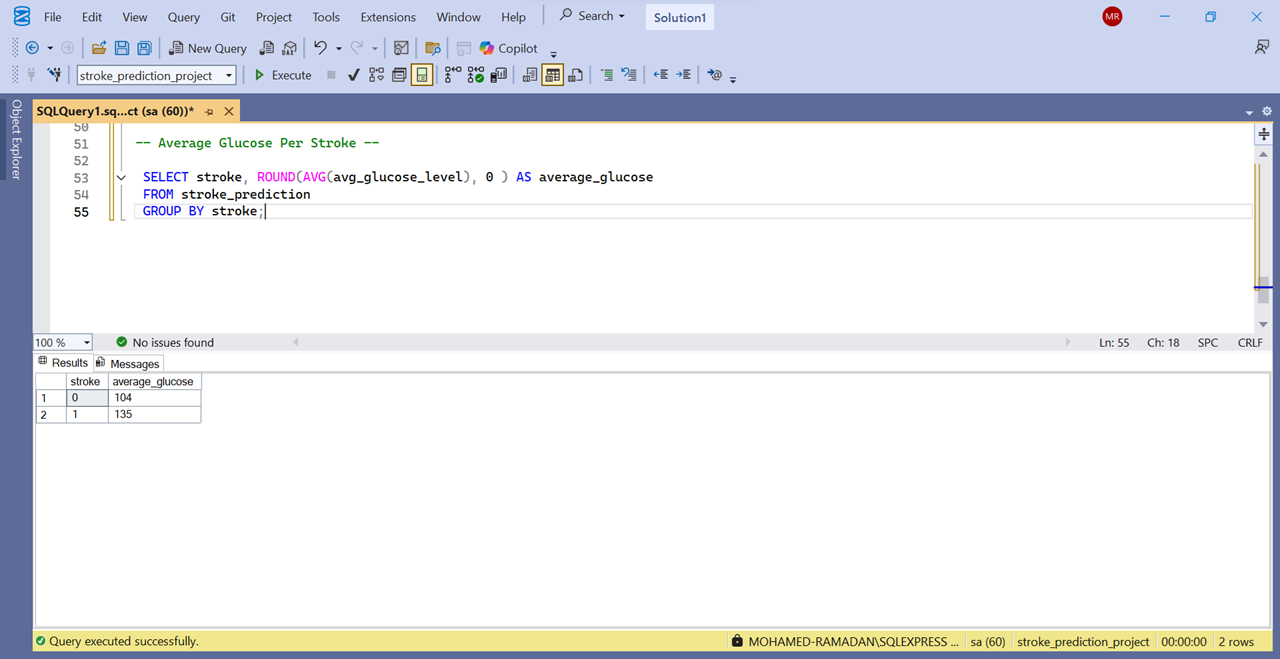 File Edit View Query Git Project Tools Extensions Window Help Search Solution1 MR
New Query DAX Copilot
stroke_prediction_project Execute
Object Explorer
SQLQuery1.sq...ct (sa (60))*
50
51 -- Average Glucose Per Stroke --
52
53 SELECT stroke, ROUND(AVG(avg_glucose_level), 0 ) AS average_glucose
54 FROM stroke_prediction
55 GROUP BY stroke;
100 % No issues found Ln: 55 Ch: 18 SPC CRLF
Results Messages
stroke average_glucose
1 0 104
2 1 135
Query executed successfully. MOHAMED-RAMADAN\SQLEXPRESS ... sa (60) stroke_prediction_project 00:00:00 2 rows